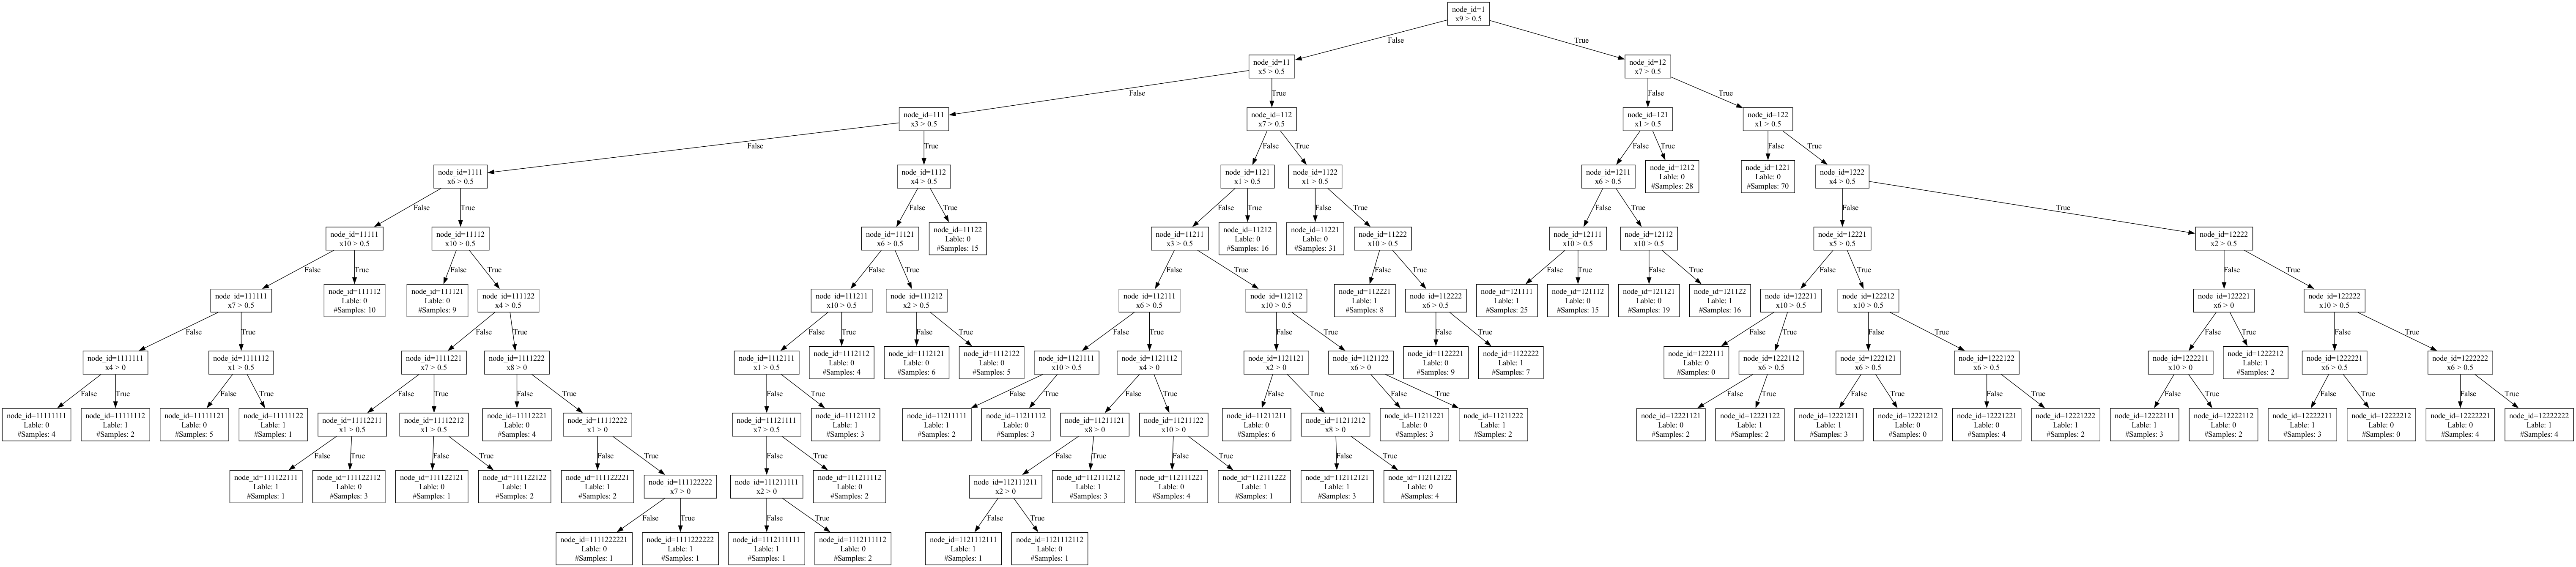 node_id=1
x9 > 0.5
False
True
node_id=11
x5 > 0.5
node_id=12
x7 > 0.5
False
True
False
True
node_id=111
x3 > 0.5
node_id=112
x7 > 0.5
node_id=121
x1 > 0.5
node_id=122
x1 > 0.5
False
True
False
True
False
True
False
True
node_id=1111
x6 > 0.5
node_id=1112
x4 > 0.5
node_id=1121
x1 > 0.5
node_id=1122
x1 > 0.5
node_id=1211
x6 > 0.5
node_id=1212
Lable: 0
#Samples: 28
node_id=1221
Lable: 0
#Samples: 70
node_id=1222
x4 > 0.5
False
True
False
True
False
True
False
True
False
True
False
True
node_id=11111
x10 > 0.5
node_id=11112
x10 > 0.5
node_id=11121
x6 > 0.5
node_id=11122
Lable: 0
#Samples: 15
node_id=11211
x3 > 0.5
node_id=11212
Lable: 0
#Samples: 16
node_id=11221
Lable: 0
#Samples: 31
node_id=11222
x10 > 0.5
node_id=12111
x10 > 0.5
node_id=12112
x10 > 0.5
node_id=12221
x5 > 0.5
node_id=12222
x2 > 0.5
False
True
False
True
False
True
False
True
False
True
False
True
False
True
False
True
False
True
node_id=111111
x7 > 0.5
node_id=111112
Lable: 0
#Samples: 10
node_id=111121
Lable: 0
#Samples: 9
node_id=111122
x4 > 0.5
node_id=111211
x10 > 0.5
node_id=111212
x2 > 0.5
node_id=112111
x6 > 0.5
node_id=112112
x10 > 0.5
node_id=112221
Lable: 1
#Samples: 8
node_id=112222
x6 > 0.5
node_id=121111
Lable: 1
#Samples: 25
node_id=121112
Lable: 0
#Samples: 15
node_id=121121
Lable: 0
#Samples: 19
node_id=121122
Lable: 1
#Samples: 16
node_id=122211
x10 > 0.5
node_id=122212
x10 > 0.5
node_id=122221
x6 > 0
node_id=122222
x10 > 0.5
False
True
False
True
False
True
False
True
False
True
False
True
False
True
False
True
False
True
False
True
False
True
node_id=1111111
x4 > 0
node_id=1111112
x1 > 0.5
node_id=1111221
x7 > 0.5
node_id=1111222
x8 > 0
node_id=1112111
x1 > 0.5
node_id=1112112
Lable: 0
#Samples: 4
node_id=1112121
Lable: 0
#Samples: 6
node_id=1112122
Lable: 0
#Samples: 5
node_id=1121111
x10 > 0.5
node_id=1121112
x4 > 0
node_id=1121121
x2 > 0
node_id=1121122
x6 > 0
node_id=1122221
Lable: 0
#Samples: 9
node_id=1122222
Lable: 1
#Samples: 7
node_id=1222111
Lable: 0
#Samples: 0
node_id=1222112
x6 > 0.5
node_id=1222121
x6 > 0.5
node_id=1222122
x6 > 0.5
node_id=1222211
x10 > 0
node_id=1222212
Lable: 1
#Samples: 2
node_id=1222221
x6 > 0.5
node_id=1222222
x6 > 0.5
False
True
False
True
False
True
False
True
False
True
False
True
False
True
False
True
False
True
False
True
False
True
False
True
False
True
False
True
False
True
node_id=11111111
Lable: 0
#Samples: 4
node_id=11111112
Lable: 1
#Samples: 2
node_id=11111121
Lable: 0
#Samples: 5
node_id=11111122
Lable: 1
#Samples: 1
node_id=11112211
x1 > 0.5
node_id=11112212
x1 > 0.5
node_id=11112221
Lable: 0
#Samples: 4
node_id=11112222
x1 > 0
node_id=11121111
x7 > 0.5
node_id=11121112
Lable: 1
#Samples: 3
node_id=11211111
Lable: 1
#Samples: 2
node_id=11211112
Lable: 0
#Samples: 3
node_id=11211121
x8 > 0
node_id=11211122
x10 > 0
node_id=11211211
Lable: 0
#Samples: 6
node_id=11211212
x8 > 0
node_id=11211221
Lable: 0
#Samples: 3
node_id=11211222
Lable: 1
#Samples: 2
node_id=12221121
Lable: 0
#Samples: 2
node_id=12221122
Lable: 1
#Samples: 2
node_id=12221211
Lable: 1
#Samples: 3
node_id=12221212
Lable: 0
#Samples: 0
node_id=12221221
Lable: 0
#Samples: 4
node_id=12221222
Lable: 1
#Samples: 2
node_id=12222111
Lable: 1
#Samples: 3
node_id=12222112
Lable: 0
#Samples: 2
node_id=12222211
Lable: 1
#Samples: 3
node_id=12222212
Lable: 0
#Samples: 0
node_id=12222221
Lable: 0
#Samples: 4
node_id=12222222
Lable: 1
#Samples: 4
False
True
False
True
False
True
False
True
False
True
False
True
False
True
node_id=111122111
Lable: 1
#Samples: 1
node_id=111122112
Lable: 0
#Samples: 3
node_id=111122121
Lable: 0
#Samples: 1
node_id=111122122
Lable: 1
#Samples: 2
node_id=111122221
Lable: 1
#Samples: 2
node_id=111122222
x7 > 0
node_id=111211111
x2 > 0
node_id=111211112
Lable: 0
#Samples: 2
node_id=112111211
x2 > 0
node_id=112111212
Lable: 1
#Samples: 3
node_id=112111221
Lable: 0
#Samples: 4
node_id=112111222
Lable: 1
#Samples: 1
node_id=112112121
Lable: 1
#Samples: 3
node_id=112112122
Lable: 0
#Samples: 4
False
True
False
True
False
True
node_id=1111222221
Lable: 0
#Samples: 1
node_id=1111222222
Lable: 1
#Samples: 1
node_id=1112111111
Lable: 1
#Samples: 1
node_id=1112111112
Lable: 0
#Samples: 2
node_id=1121112111
Lable: 1
#Samples: 1
node_id=1121112112
Lable: 0
#Samples: 1